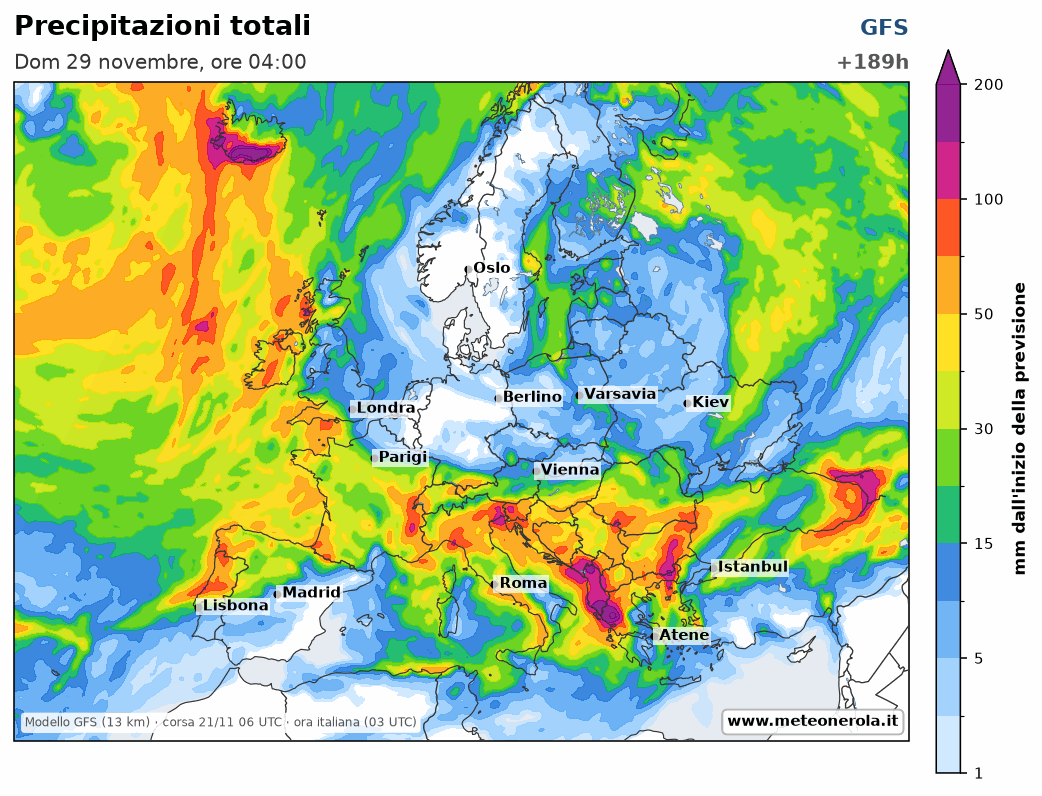 Precipitazioni totali
GFS
Dom 29 novembre, ore 04:00
+189h
200
100
50
30
15
5
1
mm dall'inizio della previsione
Oslo
Londra
Berlino
Varsavia
Kiev
Parigi
Vienna
Istanbul
Roma
Madrid
Lisbona
Atene
Modello GFS (13 km) · corsa 21/11 06 UTC · ora italiana (03 UTC)
www.meteonerola.it